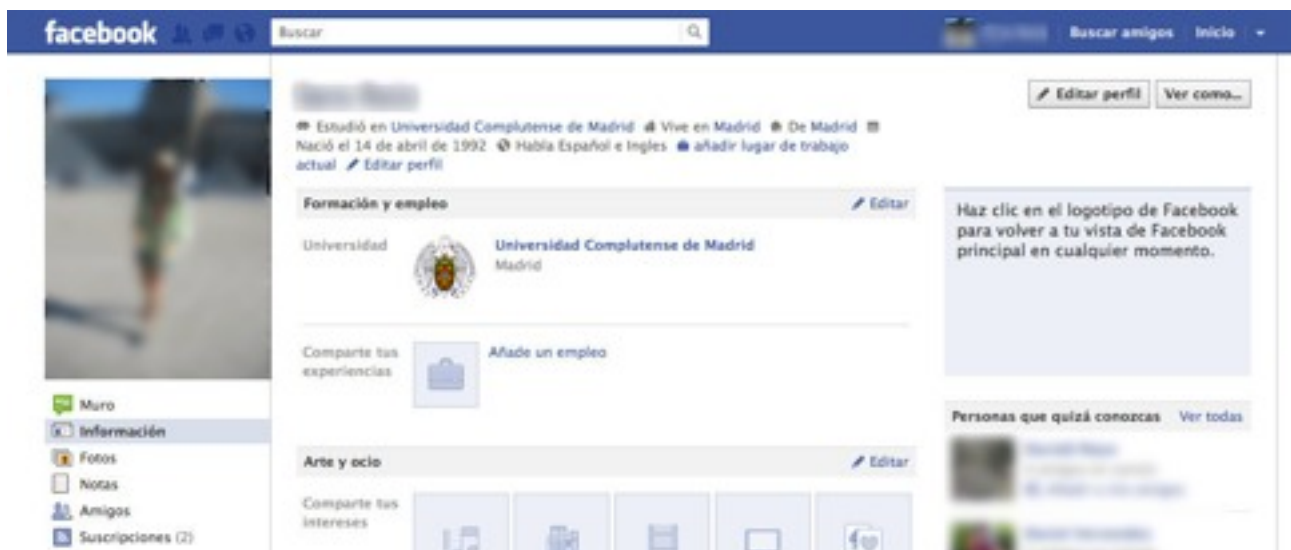 facebook
Buscar
Buscar amigos
Inicio
Editar perfil
Ver como...
Estudió en Universidad Complutense de Madrid Vive en Madrid De Madrid
Nació el 14 de abril de 1992 Habla Español e Ingles añadir lugar de trabajo
actual Editar perfil
Formación y empleo
Editar
Universidad
Universidad Complutense de Madrid
Madrid
Comparte tus
experiencias
Añade un empleo
Arte y ocio
Editar
Comparte tus
intereses
Muro
Información
Fotos
Notas
Amigos
Suscripciones (2)
Haz clic en el logotipo de Facebook
para volver a tu vista de Facebook
principal en cualquier momento.
Personas que quizá conozcas Ver todas